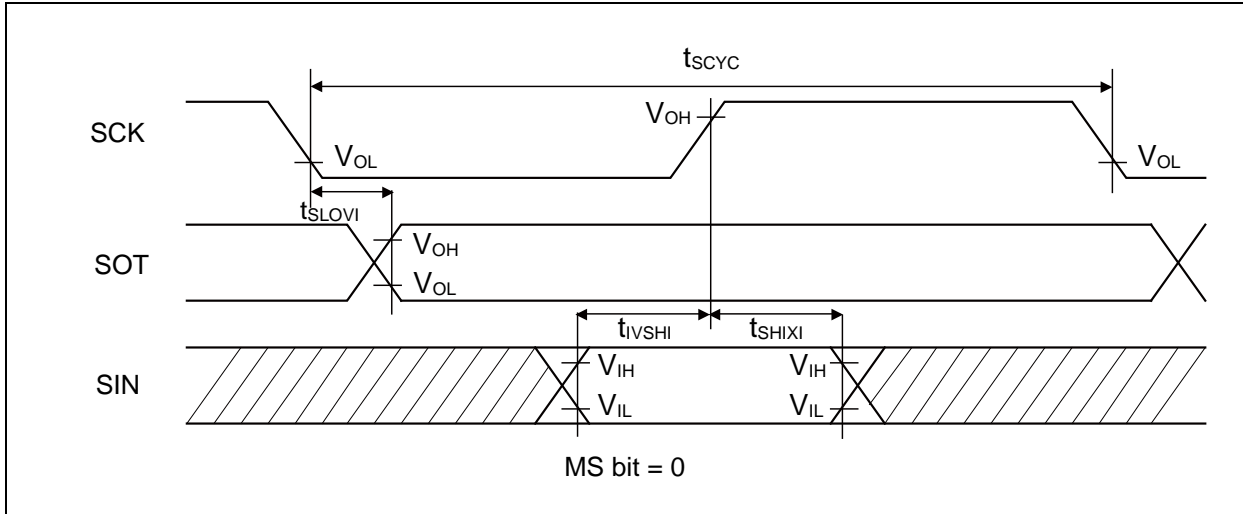 tSCYC
SCK
VOH
VOL
VOL
tSLOVI
SOT
VOH
VOL
tIVSHI
tSHIXI
SIN
VIH
VIH
VIL
VIL
MS bit = 0